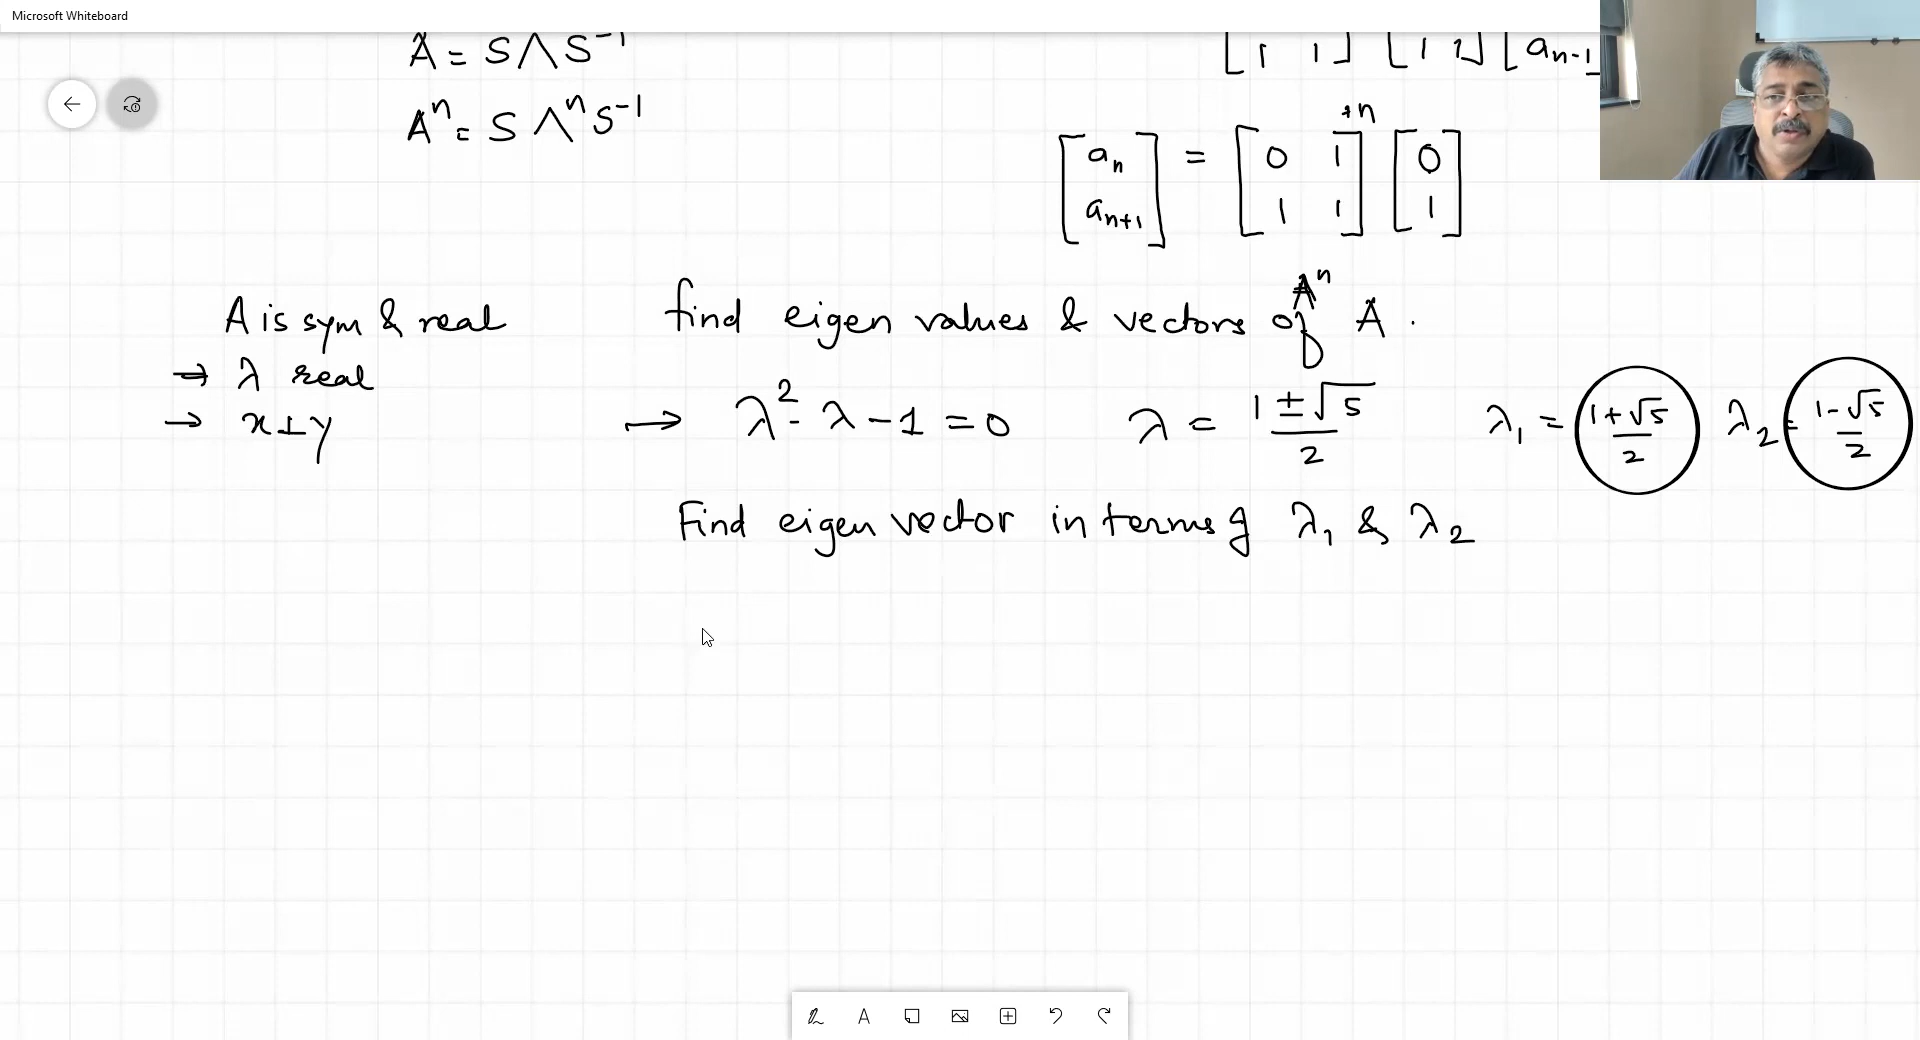 Microsoft Whiteboard
A = S Λ S⁻¹
Aⁿ = S Λⁿ S⁻¹
[1 1] [1 1] [aₙ₋₁
[aₙ aₙ₊₁] = [0 1 1 1]ⁿ [0 1]
A is sym & real
→ λ real
→ x ⊥ y
find eigen values & vectors of A .
Aⁿ
→ λ² - λ - 1 = 0 λ = (1 ± √5)/2 λ₁ = (1 + √5)/2 λ₂ = (1 - √5)/2
Find eigen vector in terms of λ₁ & λ₂